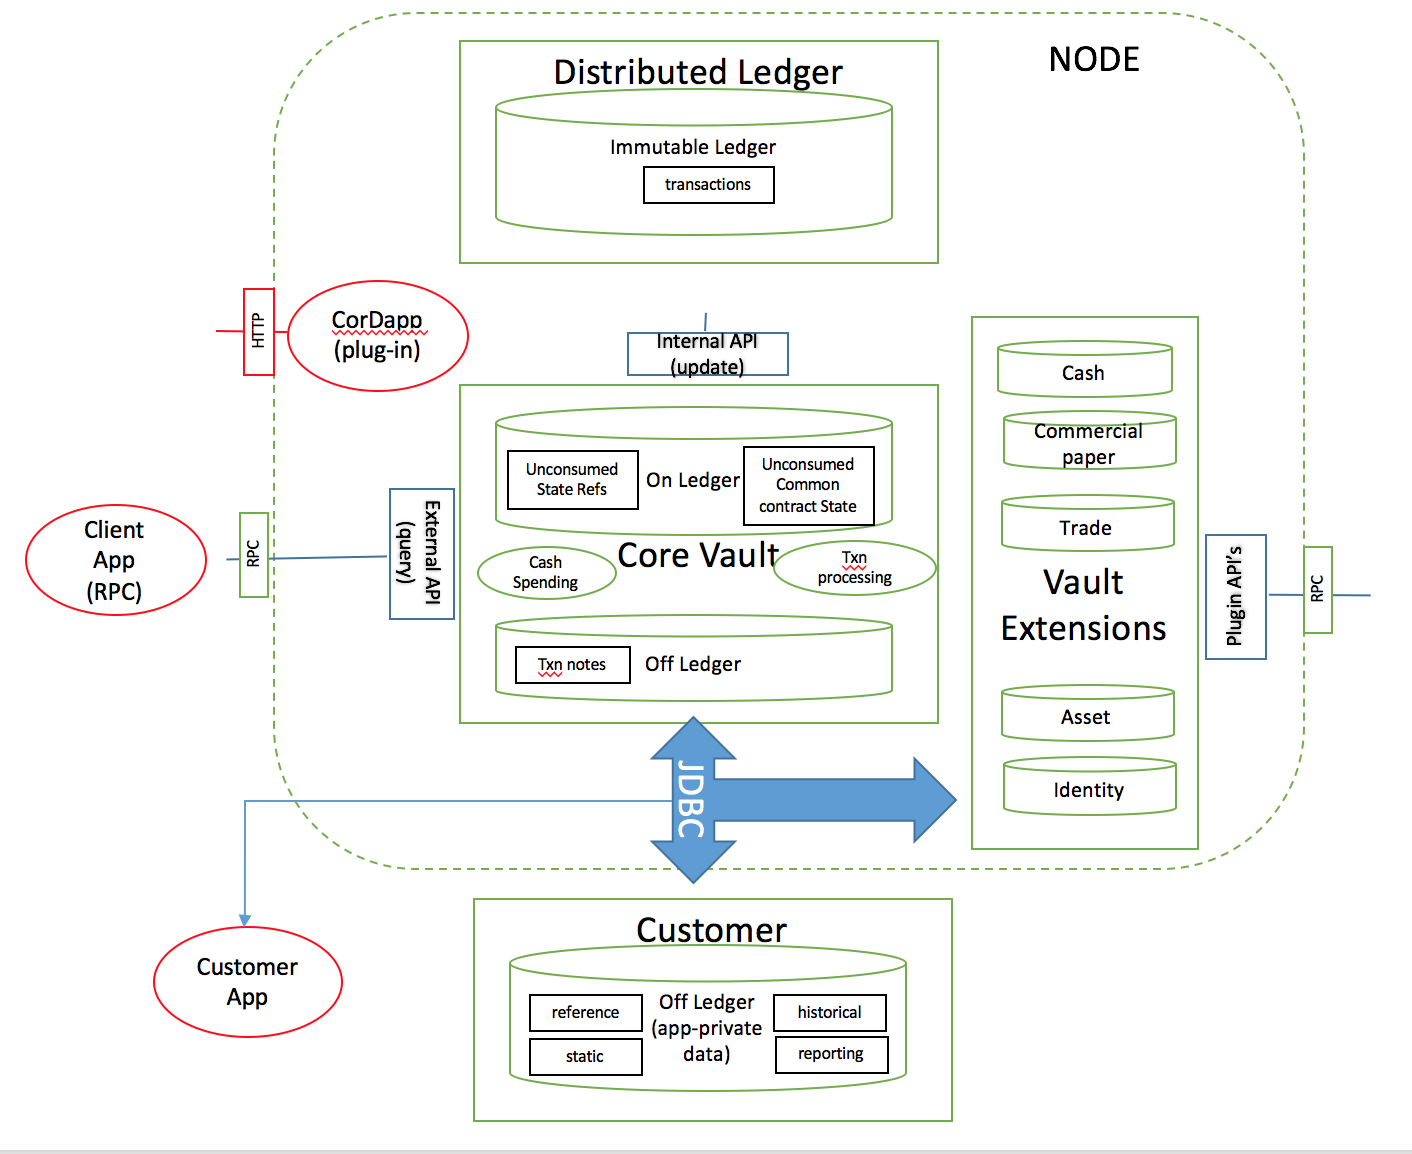 NODE
Distributed Ledger
Immutable Ledger
transactions
HTTP
CorDapp
(plug-in)
Internal API
(update)
Cash
Commercial
paper
Trade
Vault
Extensions
Asset
Identity
Unconsumed
State Refs
On Ledger
Unconsumed
Common
contract State
Client
App
(RPC)
RPC
External API
(query)
Cash
Spending
Core Vault
Txn
processing
Plugin API's
RPC
Txn notes
Off Ledger
JDBC
Customer
App
Customer
reference
static
Off Ledger
(app-private
data)
historical
reporting